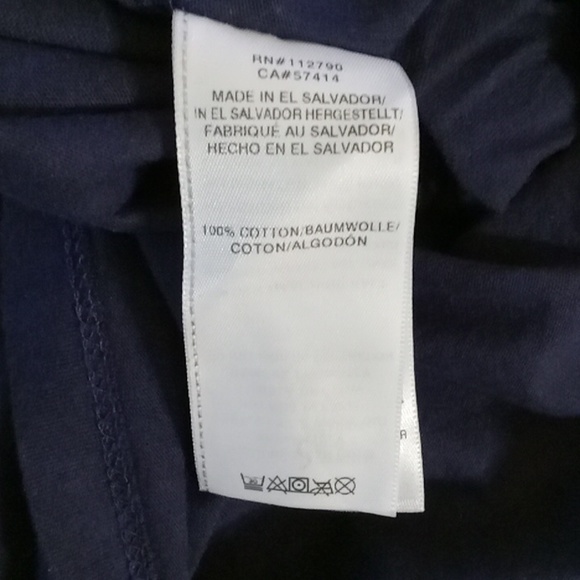 RN#112790
CA#57414
MADE IN EL SALVADOR/
IN EL SALVADOR HERGESTELLT/
FABRIQUÉ AU SALVADOR/
HECHO EN EL SALVADOR
100% COTTON/BAUMWOLLE/
COTON/ALGODÓN
R